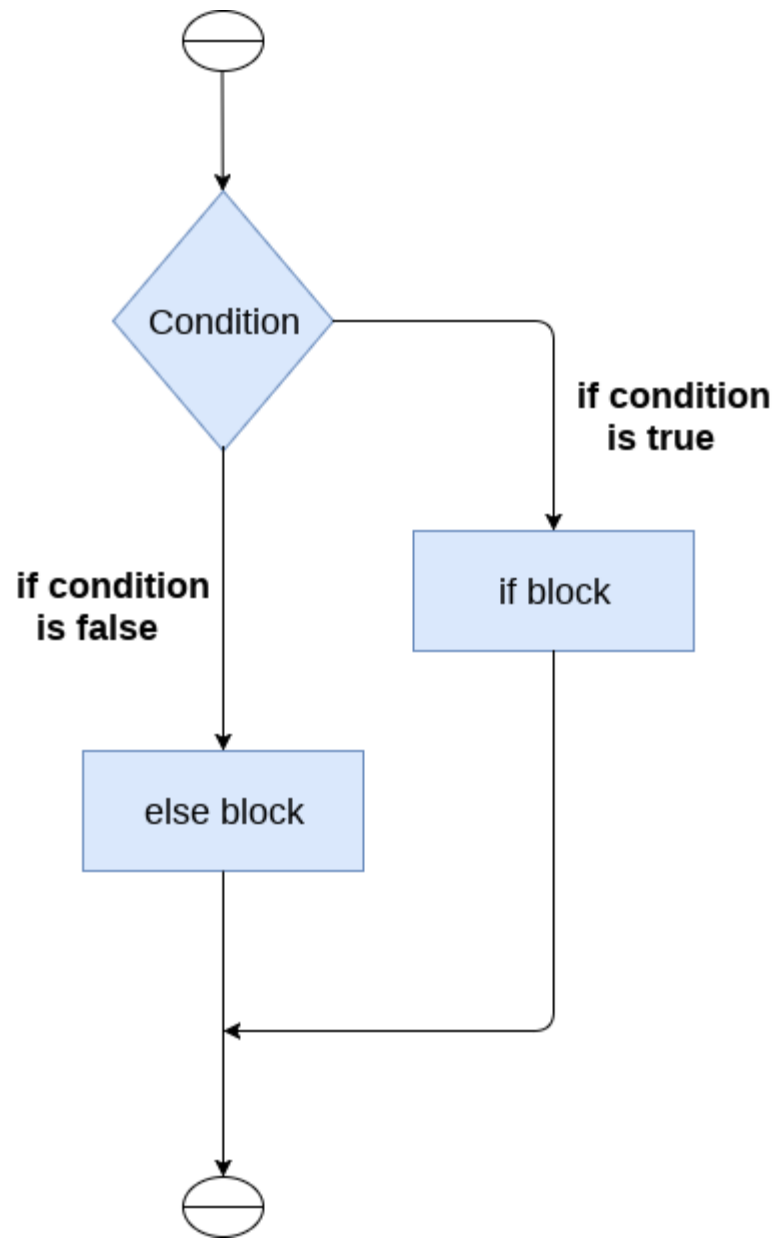 Condition
if condition
is true
if condition
is false
if block
else block